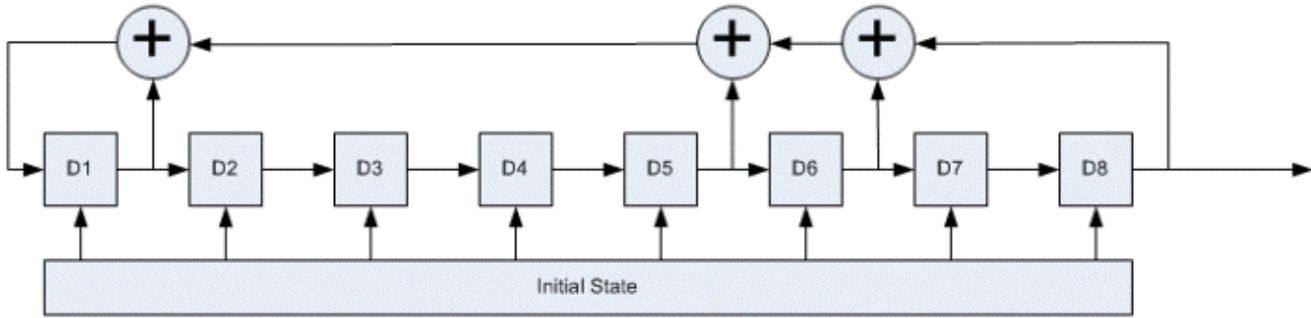 + + +
D1 D2 D3 D4 D5 D6 D7 D8
Initial State